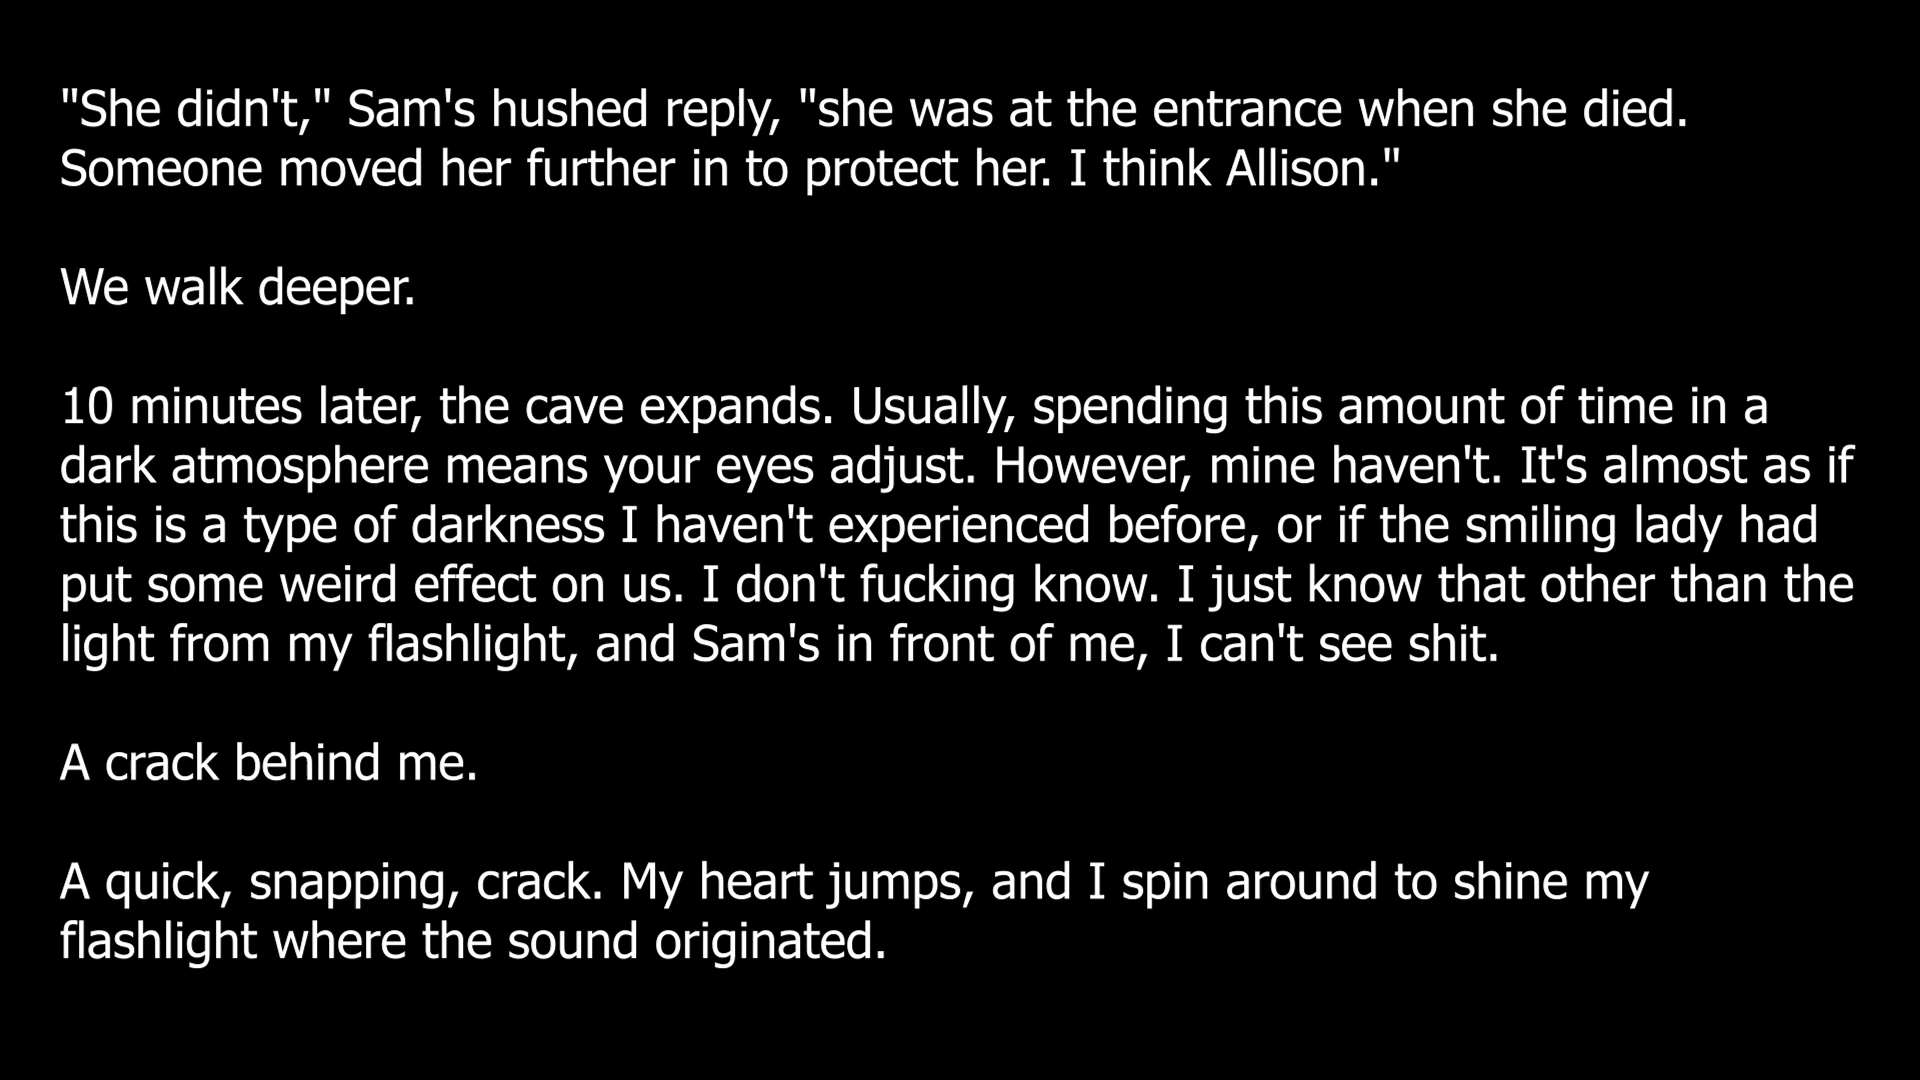 "She didn't," Sam's hushed reply, "she was at the entrance when she died.
Someone moved her further in to protect her. I think Allison."
We walk deeper.
10 minutes later, the cave expands. Usually, spending this amount of time in a
dark atmosphere means your eyes adjust. However, mine haven't. It's almost as if
this is a type of darkness I haven't experienced before, or if the smiling lady had
put some weird effect on us. I don't fucking know. I just know that other than the
light from my flashlight, and Sam's in front of me, I can't see shit.
A crack behind me.
A quick, snapping, crack. My heart jumps, and I spin around to shine my
flashlight where the sound originated.